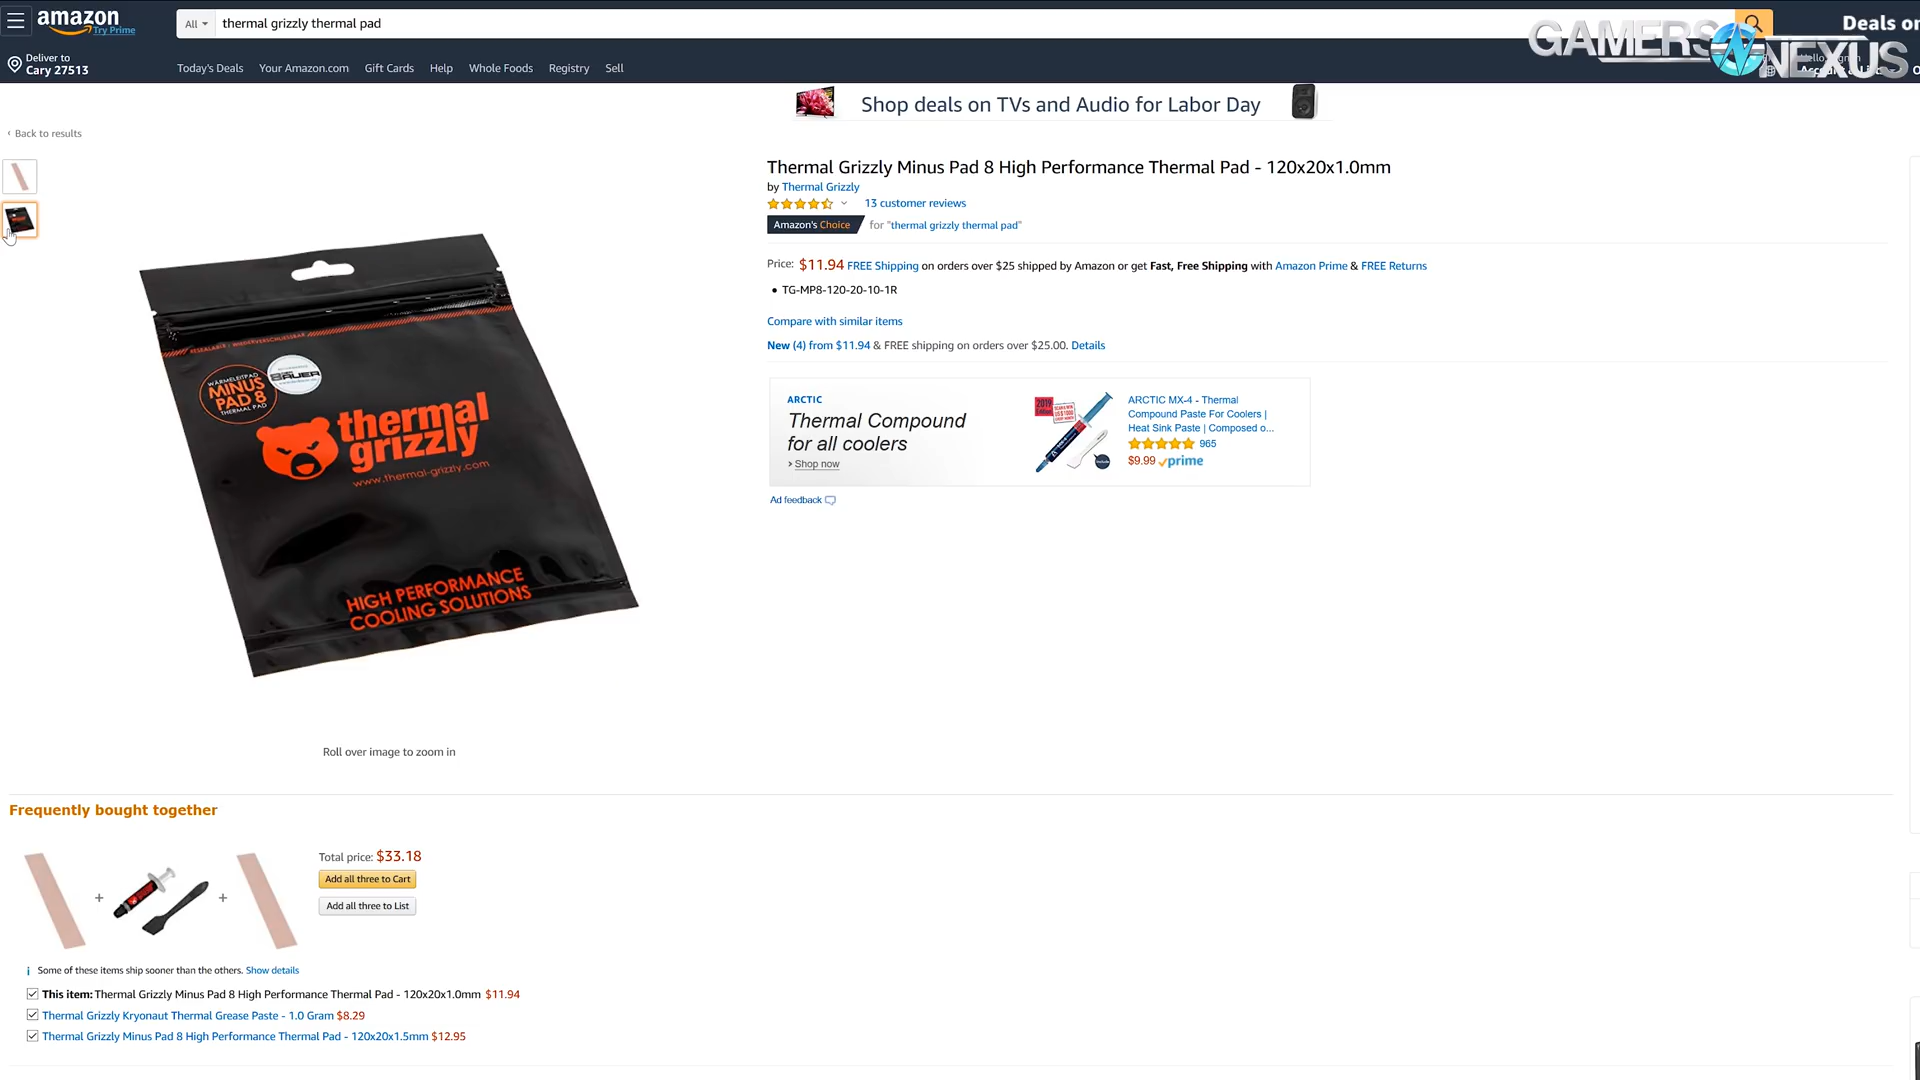 amazon
Try Prime
All
thermal grizzly thermal pad
GAMERS
NEXUS
Deals on
Deliver to
Cary 27513
Today's Deals
Your Amazon.com
Gift Cards
Help
Whole Foods
Registry
Sell
Shop deals on TVs and Audio for Labor Day
‹ Back to results
Thermal Grizzly Minus Pad 8 High Performance Thermal Pad - 120x20x1.0mm
by Thermal Grizzly
13 customer reviews
Amazon's Choice for "thermal grizzly thermal pad"
Price: $11.94 FREE Shipping on orders over $25 shipped by Amazon or get Fast, Free Shipping with Amazon Prime & FREE Returns
• TG-MP8-120-20-10-1R
Compare with similar items
New (4) from $11.94 & FREE shipping on orders over $25.00. Details
ARCTIC
Thermal Compound
for all coolers
› Shop now
ARCTIC MX-4 - Thermal
Compound Paste For Coolers |
Heat Sink Paste | Composed o...
965
$9.99 prime
Ad feedback
RESEALABLE | WIEDERVERSCHLIESSBAR
WÄRMELEITPAD
MINUS
PAD 8
THERMAL PAD
BAUER
thermal
grizzly
www.thermal-grizzly.com
HIGH PERFORMANCE
COOLING SOLUTIONS
Roll over image to zoom in
Frequently bought together
+
+
Total price: $33.18
Add all three to Cart
Add all three to List
i Some of these items ship sooner than the others. Show details
This item: Thermal Grizzly Minus Pad 8 High Performance Thermal Pad - 120x20x1.0mm $11.94
Thermal Grizzly Kryonaut Thermal Grease Paste - 1.0 Gram $8.29
Thermal Grizzly Minus Pad 8 High Performance Thermal Pad - 120x20x1.5mm $12.95